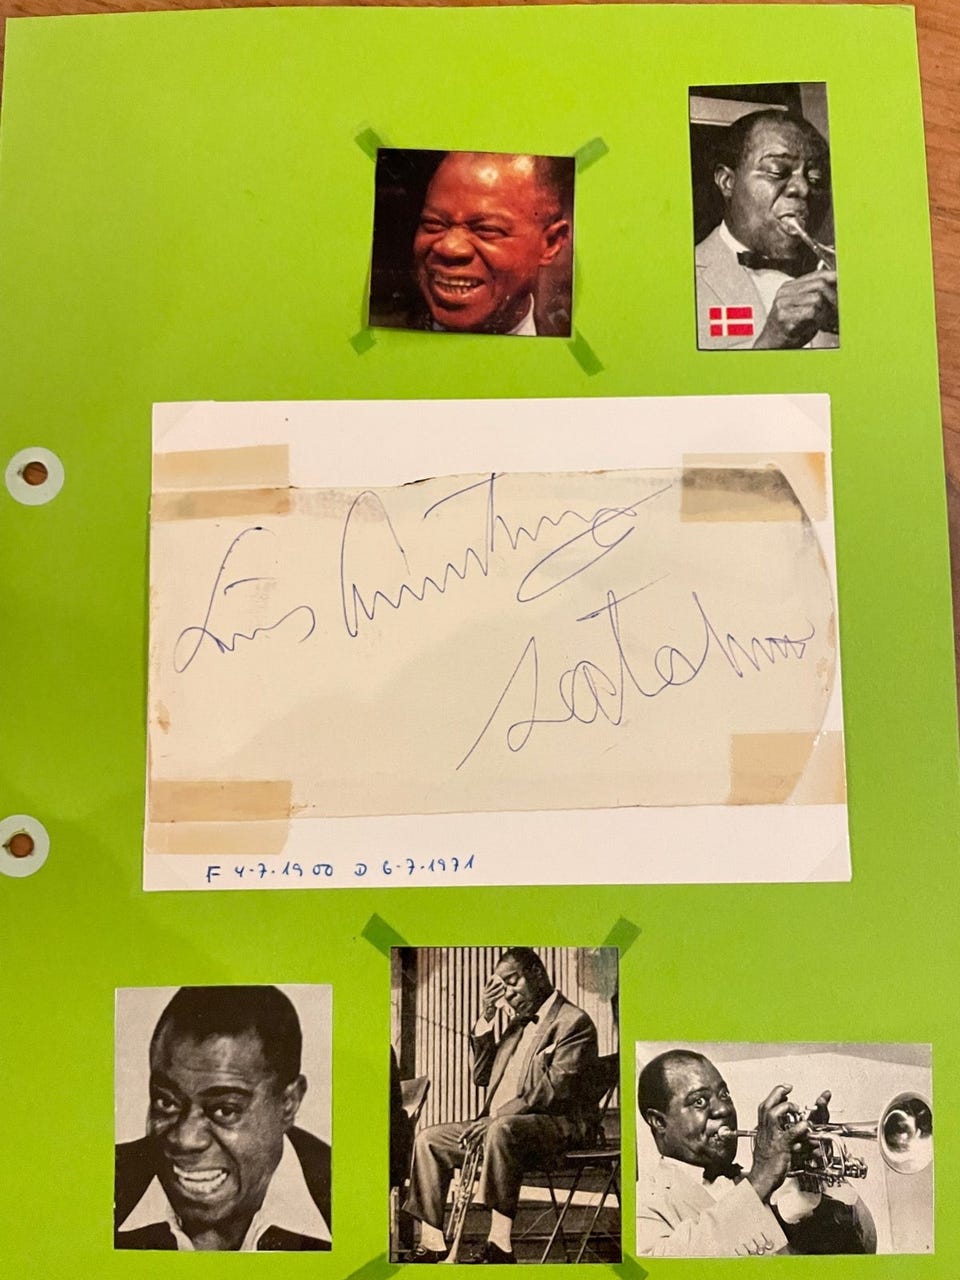 Louis Armstrong
Satchmo
F 4-7.1900 D 6-7.1971